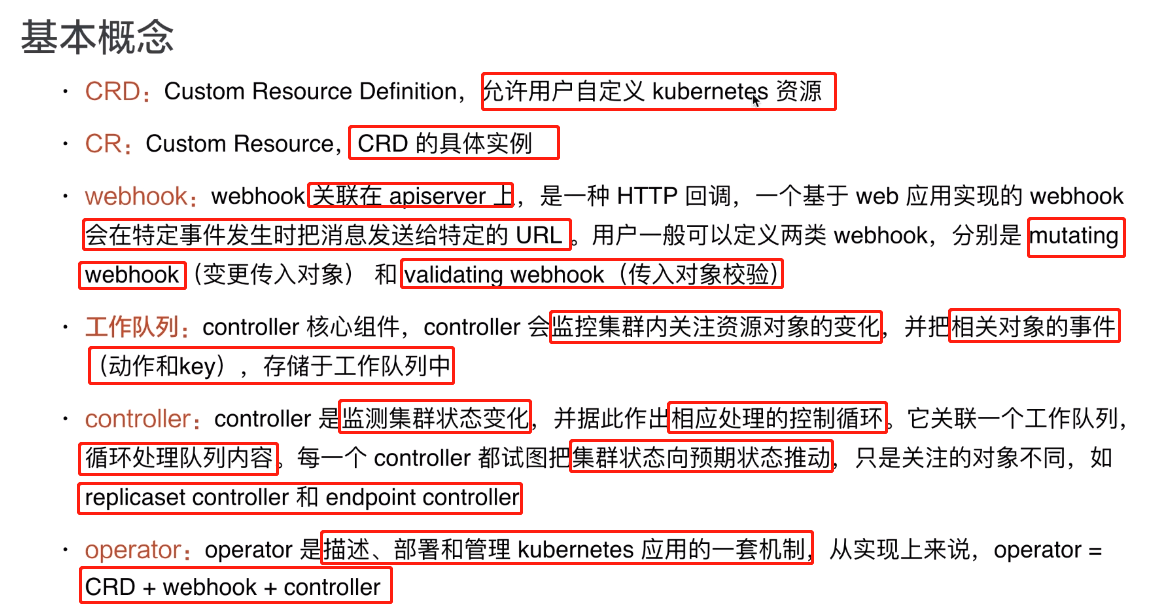 基本概念
· CRD：Custom Resource Definition，允许用户自定义 kubernetes 资源
· CR：Custom Resource，CRD 的具体实例
· webhook：webhook 关联在 apiserver 上，是一种 HTTP 回调，一个基于 web 应用实现的 webhook
会在特定事件发生时把消息发送给特定的 URL 。用户一般可以定义两类 webhook，分别是 mutating
webhook（变更传入对象） 和 validating webhook（传入对象校验）
· 工作队列：controller 核心组件，controller 会监控集群内关注资源对象的变化，并把相关对象的事件
（动作和key），存储于工作队列中
· controller：controller 是监测集群状态变化，并据此作出相应处理的控制循环。它关联一个工作队列，
循环处理队列内容。每一个 controller 都试图把集群状态向预期状态推动，只是关注的对象不同，如
replicaset controller 和 endpoint controller
· operator：operator 是描述、部署和管理 kubernetes 应用的一套机制，从实现上来说，operator =
CRD + webhook + controller